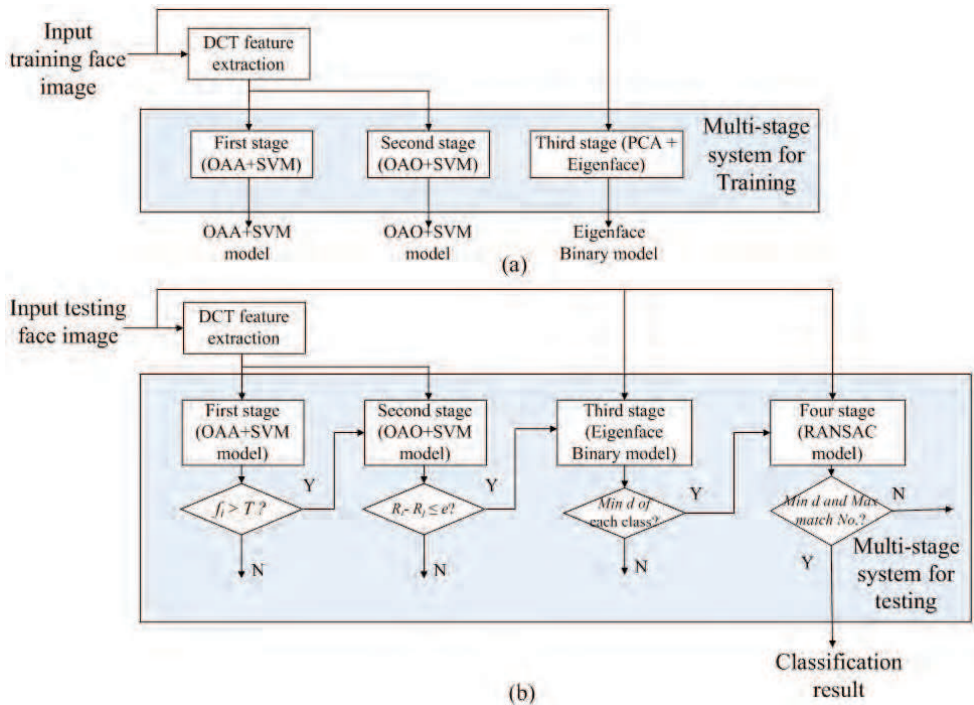 Input
training face
image
DCT feature
extraction
First stage
(OAA+SVM)
Second stage
(OAO+SVM)
Third stage (PCA +
Eigenface)
Multi-stage
system for
Training
OAA+SVM
model
OAO+SVM
model
Eigenface
Binary model
(a)
Input testing
face image
DCT feature
extraction
First stage
(OAA+SVM
model)
Second stage
(OAO+SVM
model)
Third stage
(Eigenface
Binary model)
Four stage
(RANSAC
model)
f_i > T ?
Y
N
R_i- R_j ≤ e?
Y
N
Min d of
each class?
Y
N
Min d and Max
match No.?
N
Y
Multi-stage
system for
testing
Classification
result
(b)